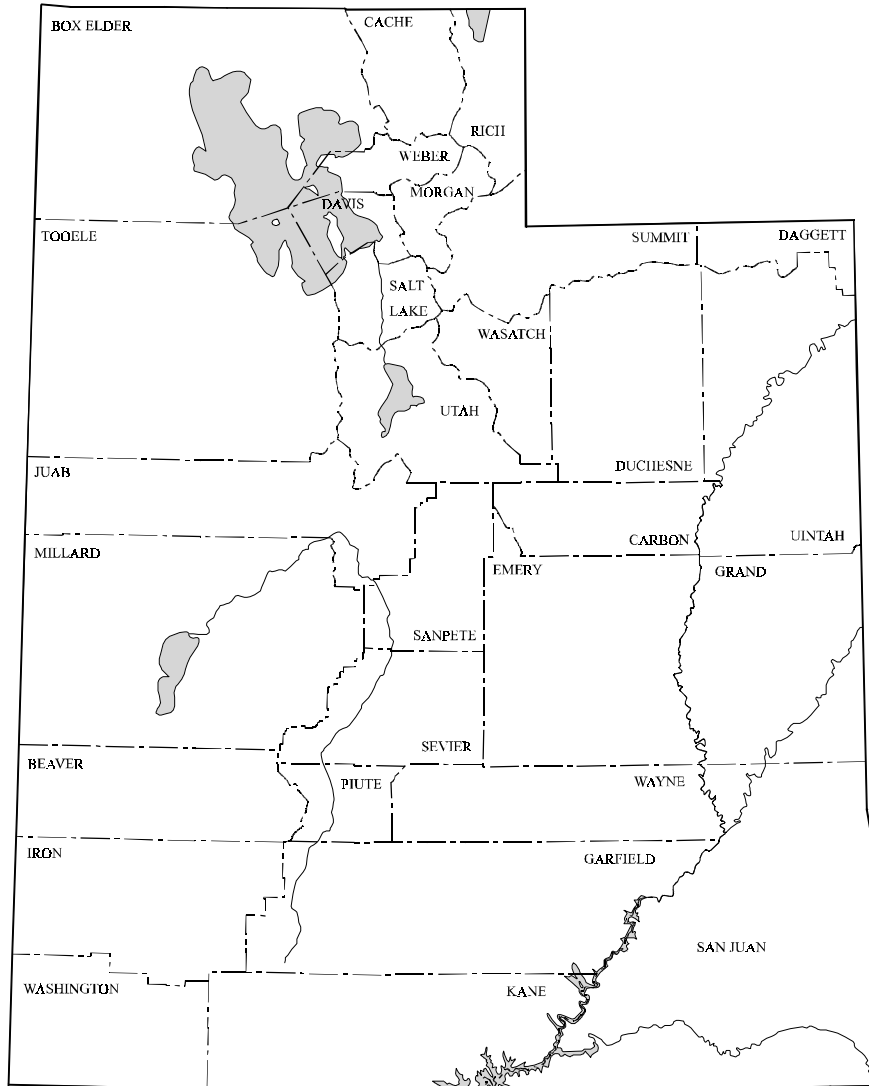 BOX ELDER
CACHE
RICH
WEBER
MORGAN
DAVIS
TOOELE
SUMMIT
DAGGETT
SALT
LAKE
WASATCH
UTAH
JUAB
DUCHESNE
MILLARD
CARBON
UINTAH
EMERY
GRAND
SANPETE
SEVIER
BEAVER
PIUTE
WAYNE
IRON
GARFIELD
SAN JUAN
WASHINGTON
KANE